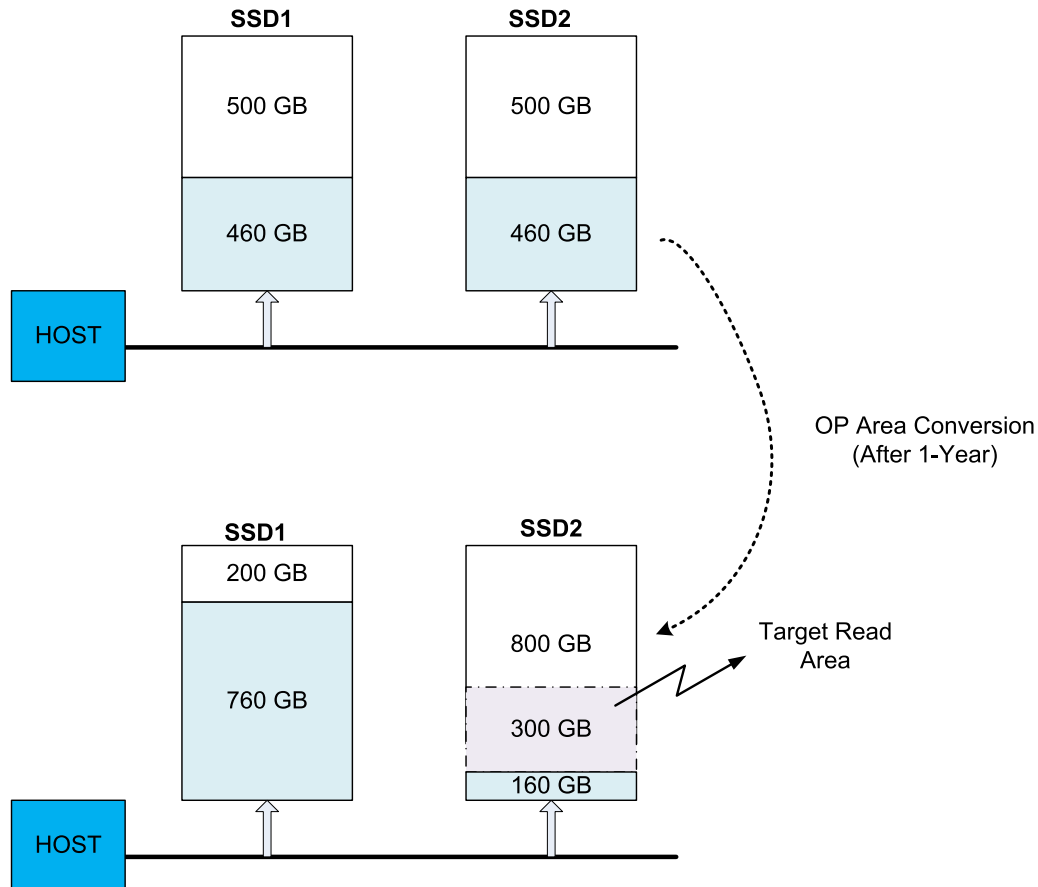 SSD1
SSD2
500 GB
500 GB
460 GB
460 GB
HOST
OP Area Conversion
(After 1-Year)
SSD1
SSD2
200 GB
800 GB
Target Read
Area
760 GB
300 GB
160 GB
HOST